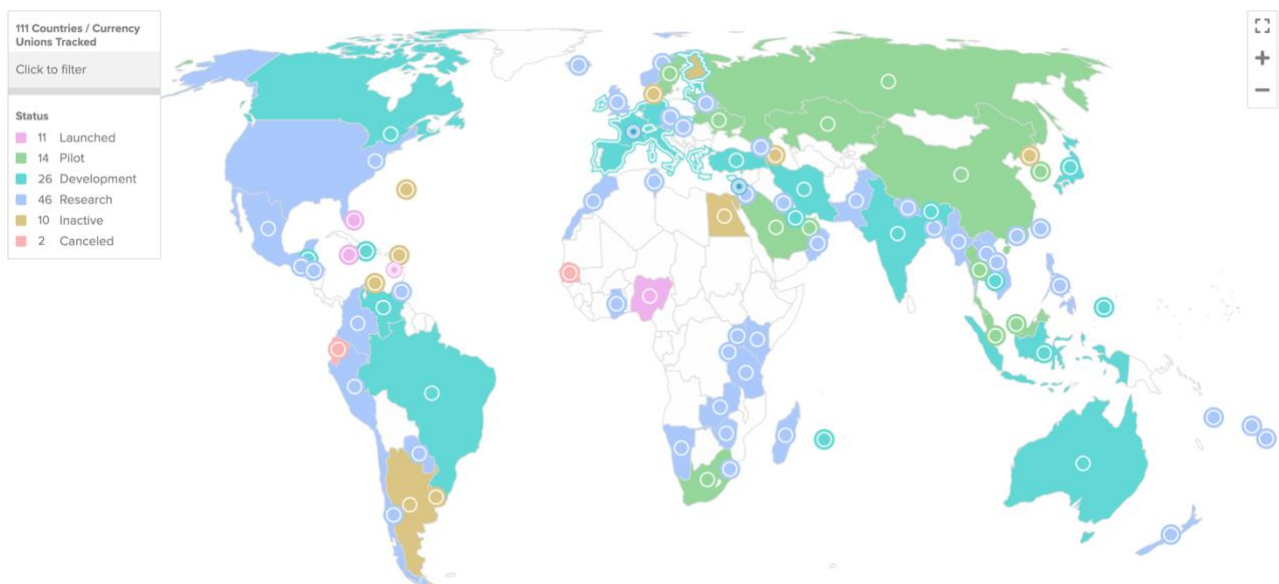 111 Countries / Currency
Unions Tracked
Click to filter
Status
11 Launched
14 Pilot
26 Development
46 Research
10 Inactive
2 Canceled
+
−